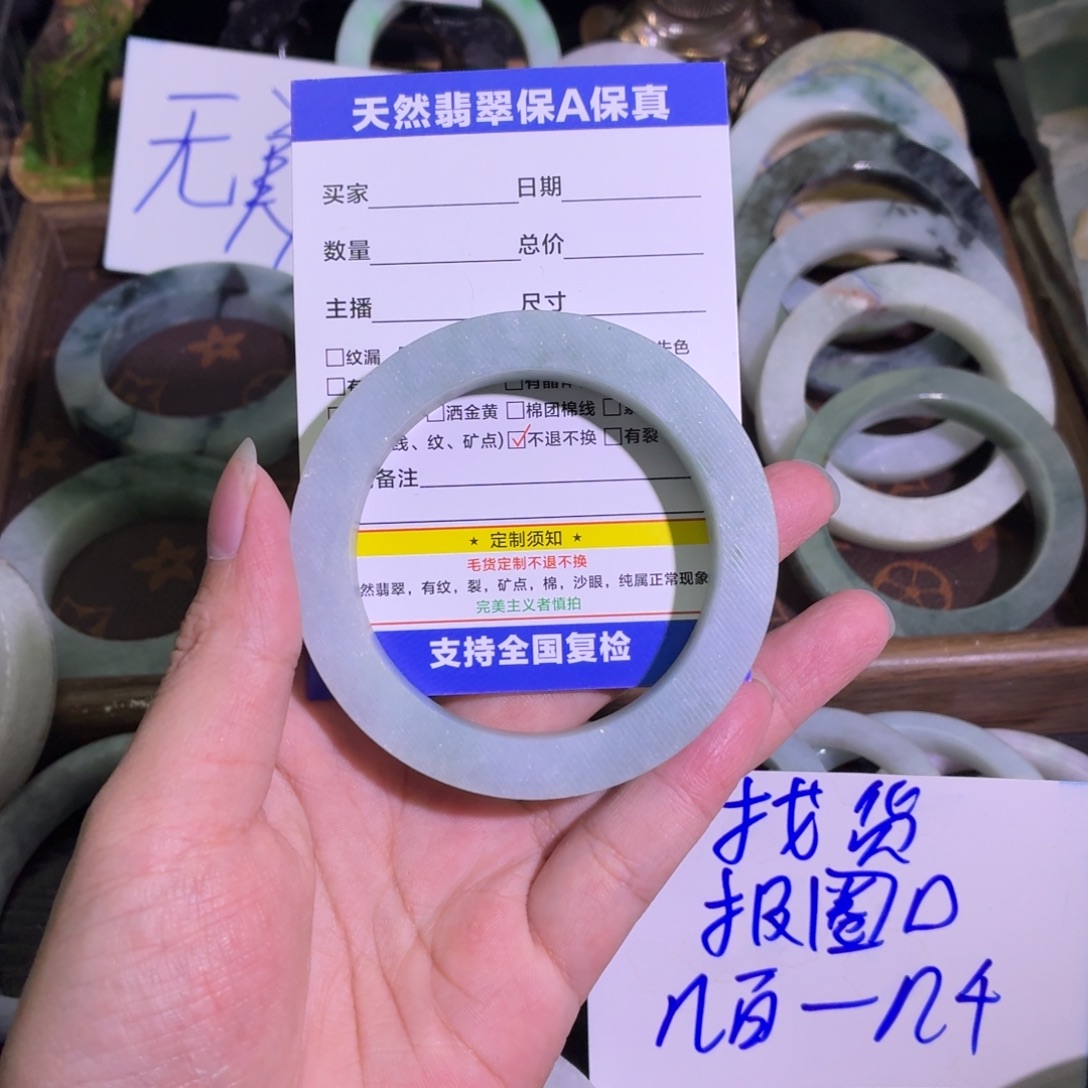 无
天然翡翠保A保真
买家 日期
数量 总价
主播 尺寸
□纹漏
□洒金黄 □棉团棉线
线、纹、矿点) ☑不退不换 □有裂
备注
★ 定制须知 ★
毛货定制不退不换
然翡翠，有纹，裂，矿点，棉，沙眼，纯属正常现象
完美主义者慎拍
支持全国复检
找货
报圈口
几百一几千